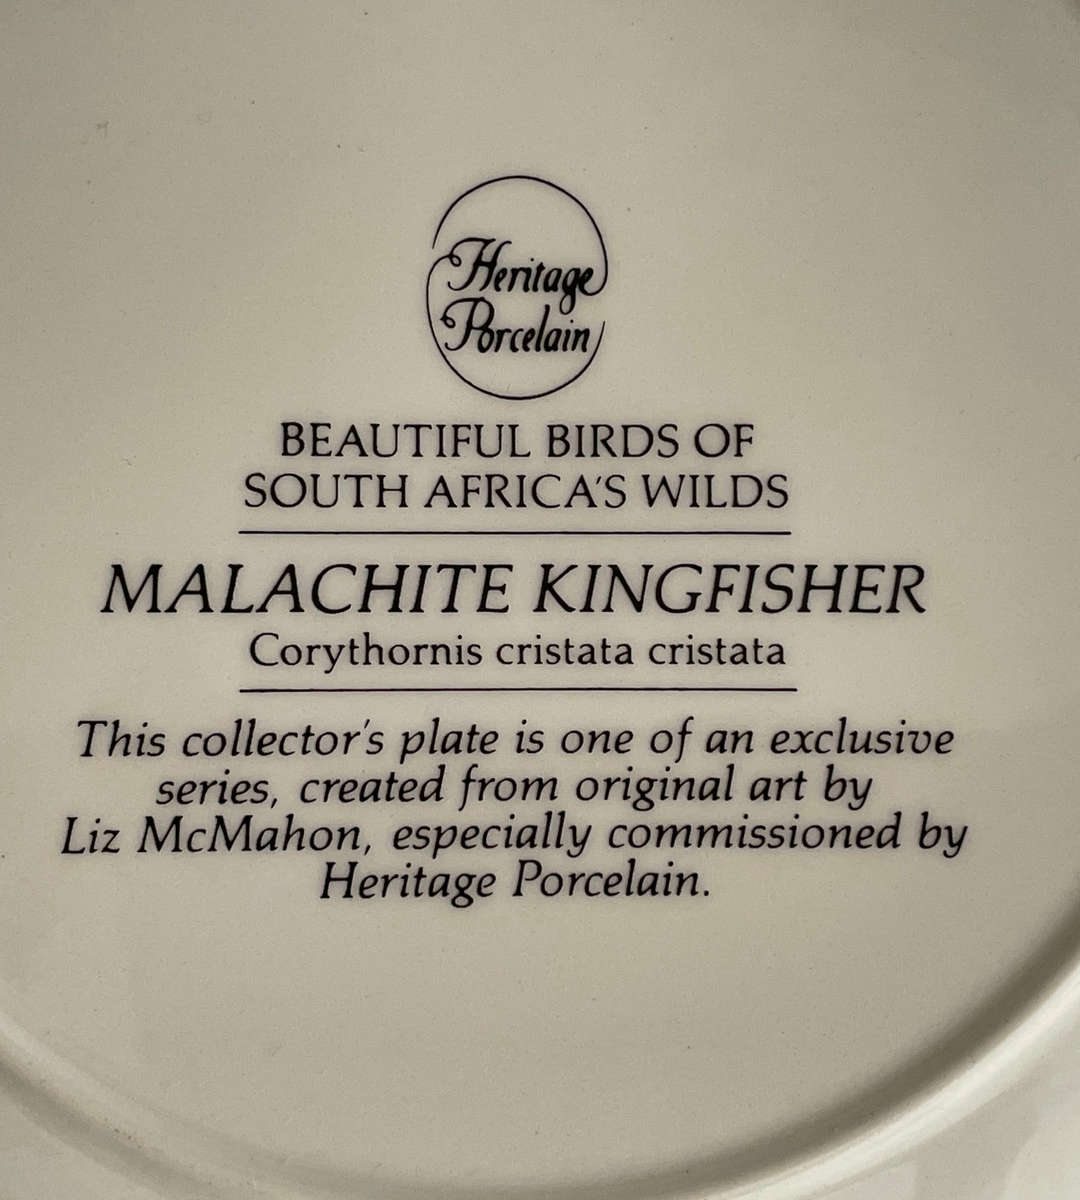 Heritage
Porcelain
BEAUTIFUL BIRDS OF
SOUTH AFRICA'S WILDS
MALACHITE KINGFISHER
Corythornis cristata cristata
This collector's plate is one of an exclusive
series, created from original art by
Liz McMahon, especially commissioned by
Heritage Porcelain.